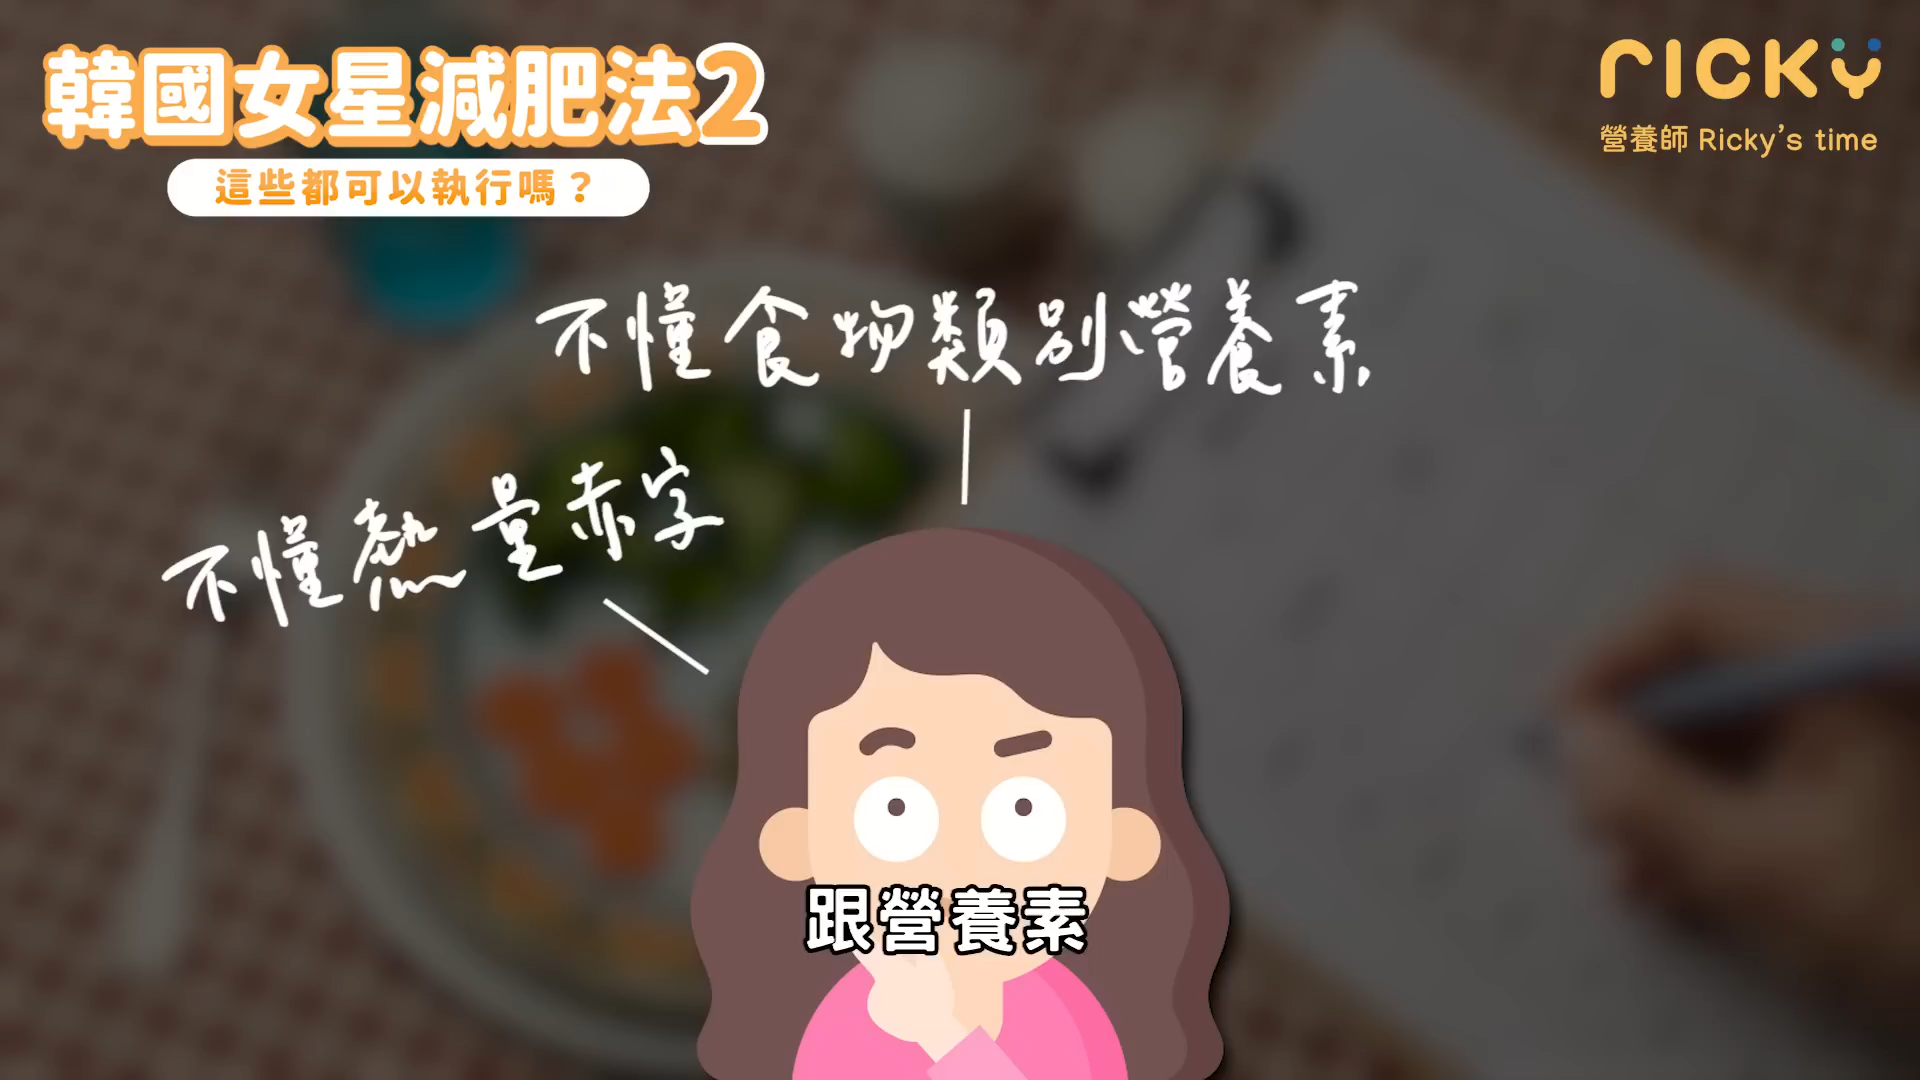 韓國女星減肥法2
這些都可以執行嗎？
RICKY
營養師 Ricky's time
不懂食物類別營養素
不懂熱量赤字
跟營養素